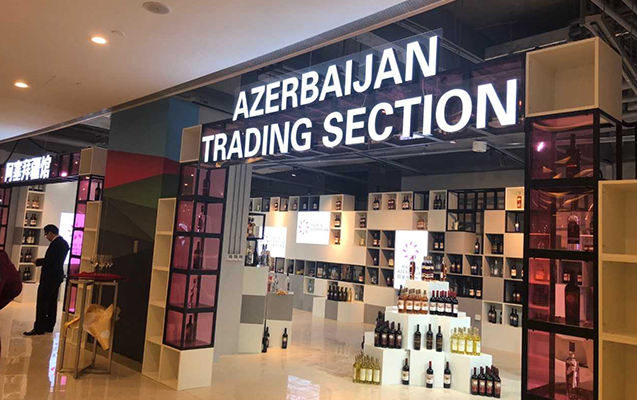 AZERBAIJAN
TRADING SECTION
阿塞拜疆馆